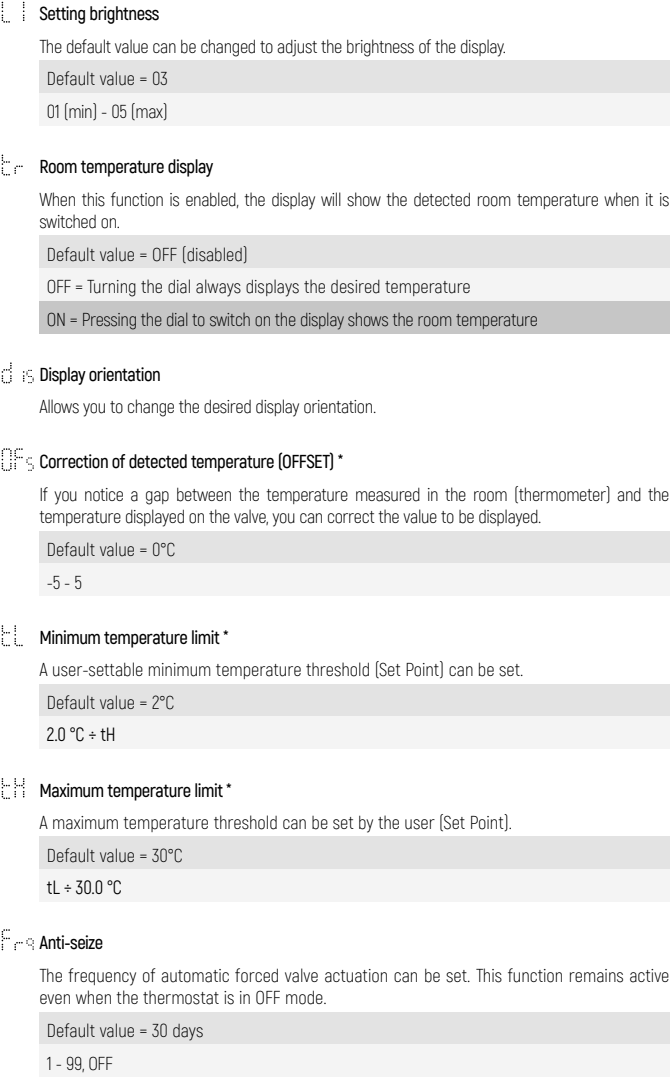 LI Setting brightness
The default value can be changed to adjust the brightness of the display.
Default value = 03
01 (min) - 05 (max)
tr Room temperature display
When this function is enabled, the display will show the detected room temperature when it is
switched on.
Default value = OFF (disabled)
OFF = Turning the dial always displays the desired temperature
ON = Pressing the dial to switch on the display shows the room temperature
dis Display orientation
Allows you to change the desired display orientation.
OFs Correction of detected temperature (OFFSET) *
If you notice a gap between the temperature measured in the room (thermometer) and the
temperature displayed on the valve, you can correct the value to be displayed.
Default value = 0°C
-5 - 5
tL Minimum temperature limit *
A user-settable minimum temperature threshold (Set Point) can be set.
Default value = 2°C
2.0 °C ÷ tH
tH Maximum temperature limit *
A maximum temperature threshold can be set by the user (Set Point).
Default value = 30°C
tL ÷ 30.0 °C
Frq Anti-seize
The frequency of automatic forced valve actuation can be set. This function remains active
even when the thermostat is in OFF mode.
Default value = 30 days
1 - 99, OFF